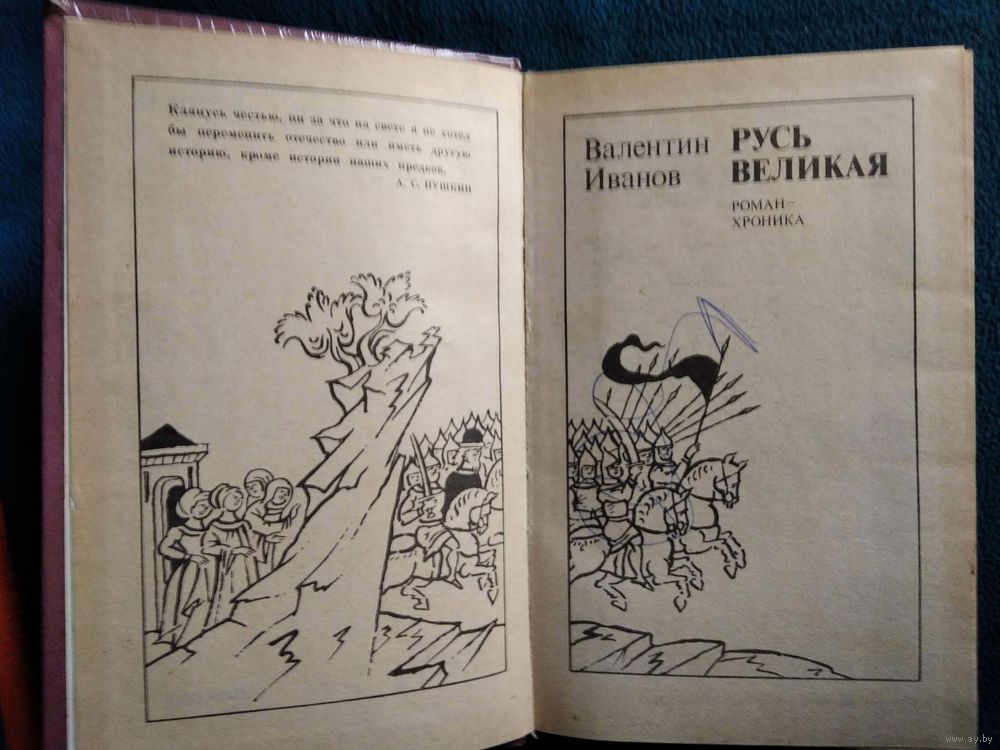 Клянусь честью, ни за что на свете я не хотел
бы переменить отечество или иметь другую
историю, кроме истории наших предков.
А. С. ПУШКИН
Валентин
Иванов
РУСЬ
ВЕЛИКАЯ
РОМАН–
ХРОНИКА
www.ay.by